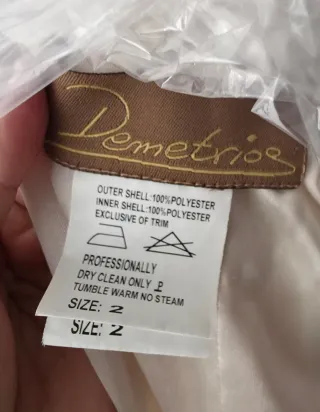 Demetrios
OUTER SHELL:100%POLYESTER
INNER SHELL:100%POLYESTER
EXCLUSIVE OF TRIM
PROFESSIONALLY
DRY CLEAN ONLY P
TUMBLE WARM NO STEAM
SIZE: 2
SIZE: 2